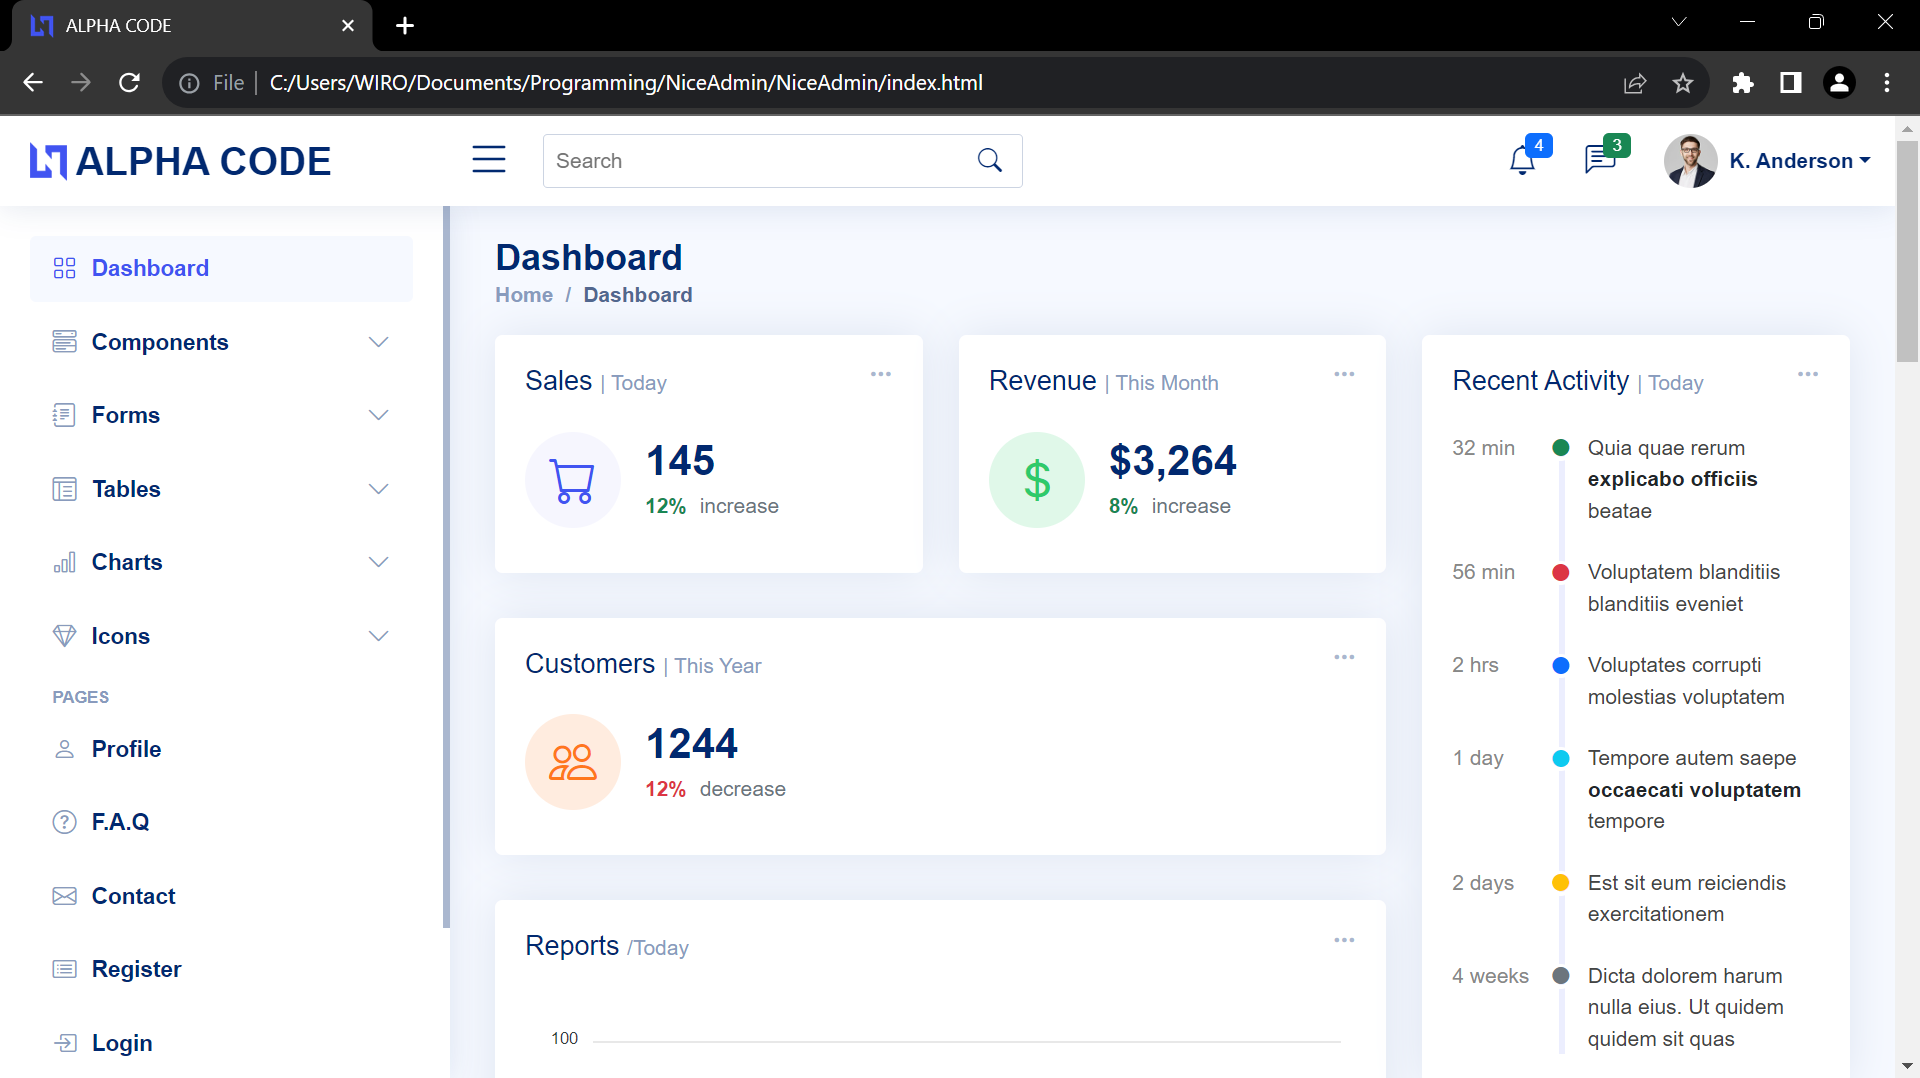 ALPHA CODE
File
C:/Users/WIRO/Documents/Programming/NiceAdmin/NiceAdmin/index.html
ALPHA CODE
Search
4
3
K. Anderson
Dashboard
Components
Forms
Tables
Charts
Icons
PAGES
Profile
F.A.Q
Contact
Register
Login
Dashboard
Home / Dashboard
Sales | Today
145
12% increase
Revenue | This Month
$
$3,264
8% increase
Customers | This Year
1244
12% decrease
Reports /Today
100
Recent Activity | Today
32 min
Quia quae rerum
explicabo officiis
beatae
56 min
Voluptatem blanditiis
blanditiis eveniet
2 hrs
Voluptates corrupti
molestias voluptatem
1 day
Tempore autem saepe
occaecati voluptatem
tempore
2 days
Est sit eum reiciendis
exercitationem
4 weeks
Dicta dolorem harum
nulla eius. Ut quidem
quidem sit quas